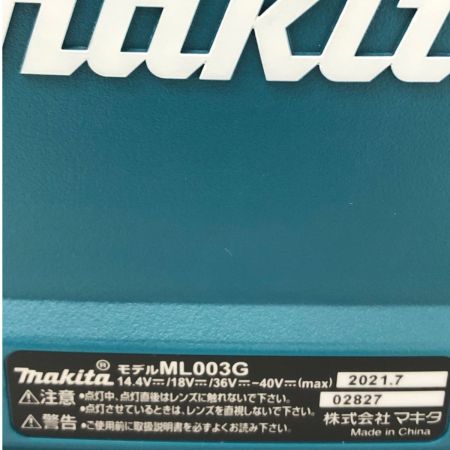 makita
makita® モデルML003G
14.4V⎓/18V⎓/36V⎓-40V⎓(max) 2021.7
⚠注意 •点灯中、点灯直後はレンズに触れないで下さい。 02827
•点灯させているときは、レンズを直視しないで下さい。 株式会社 マキタ
⚠警告 •ご使用前に取扱説明書を必ずよくお読み下さい。 Made in China